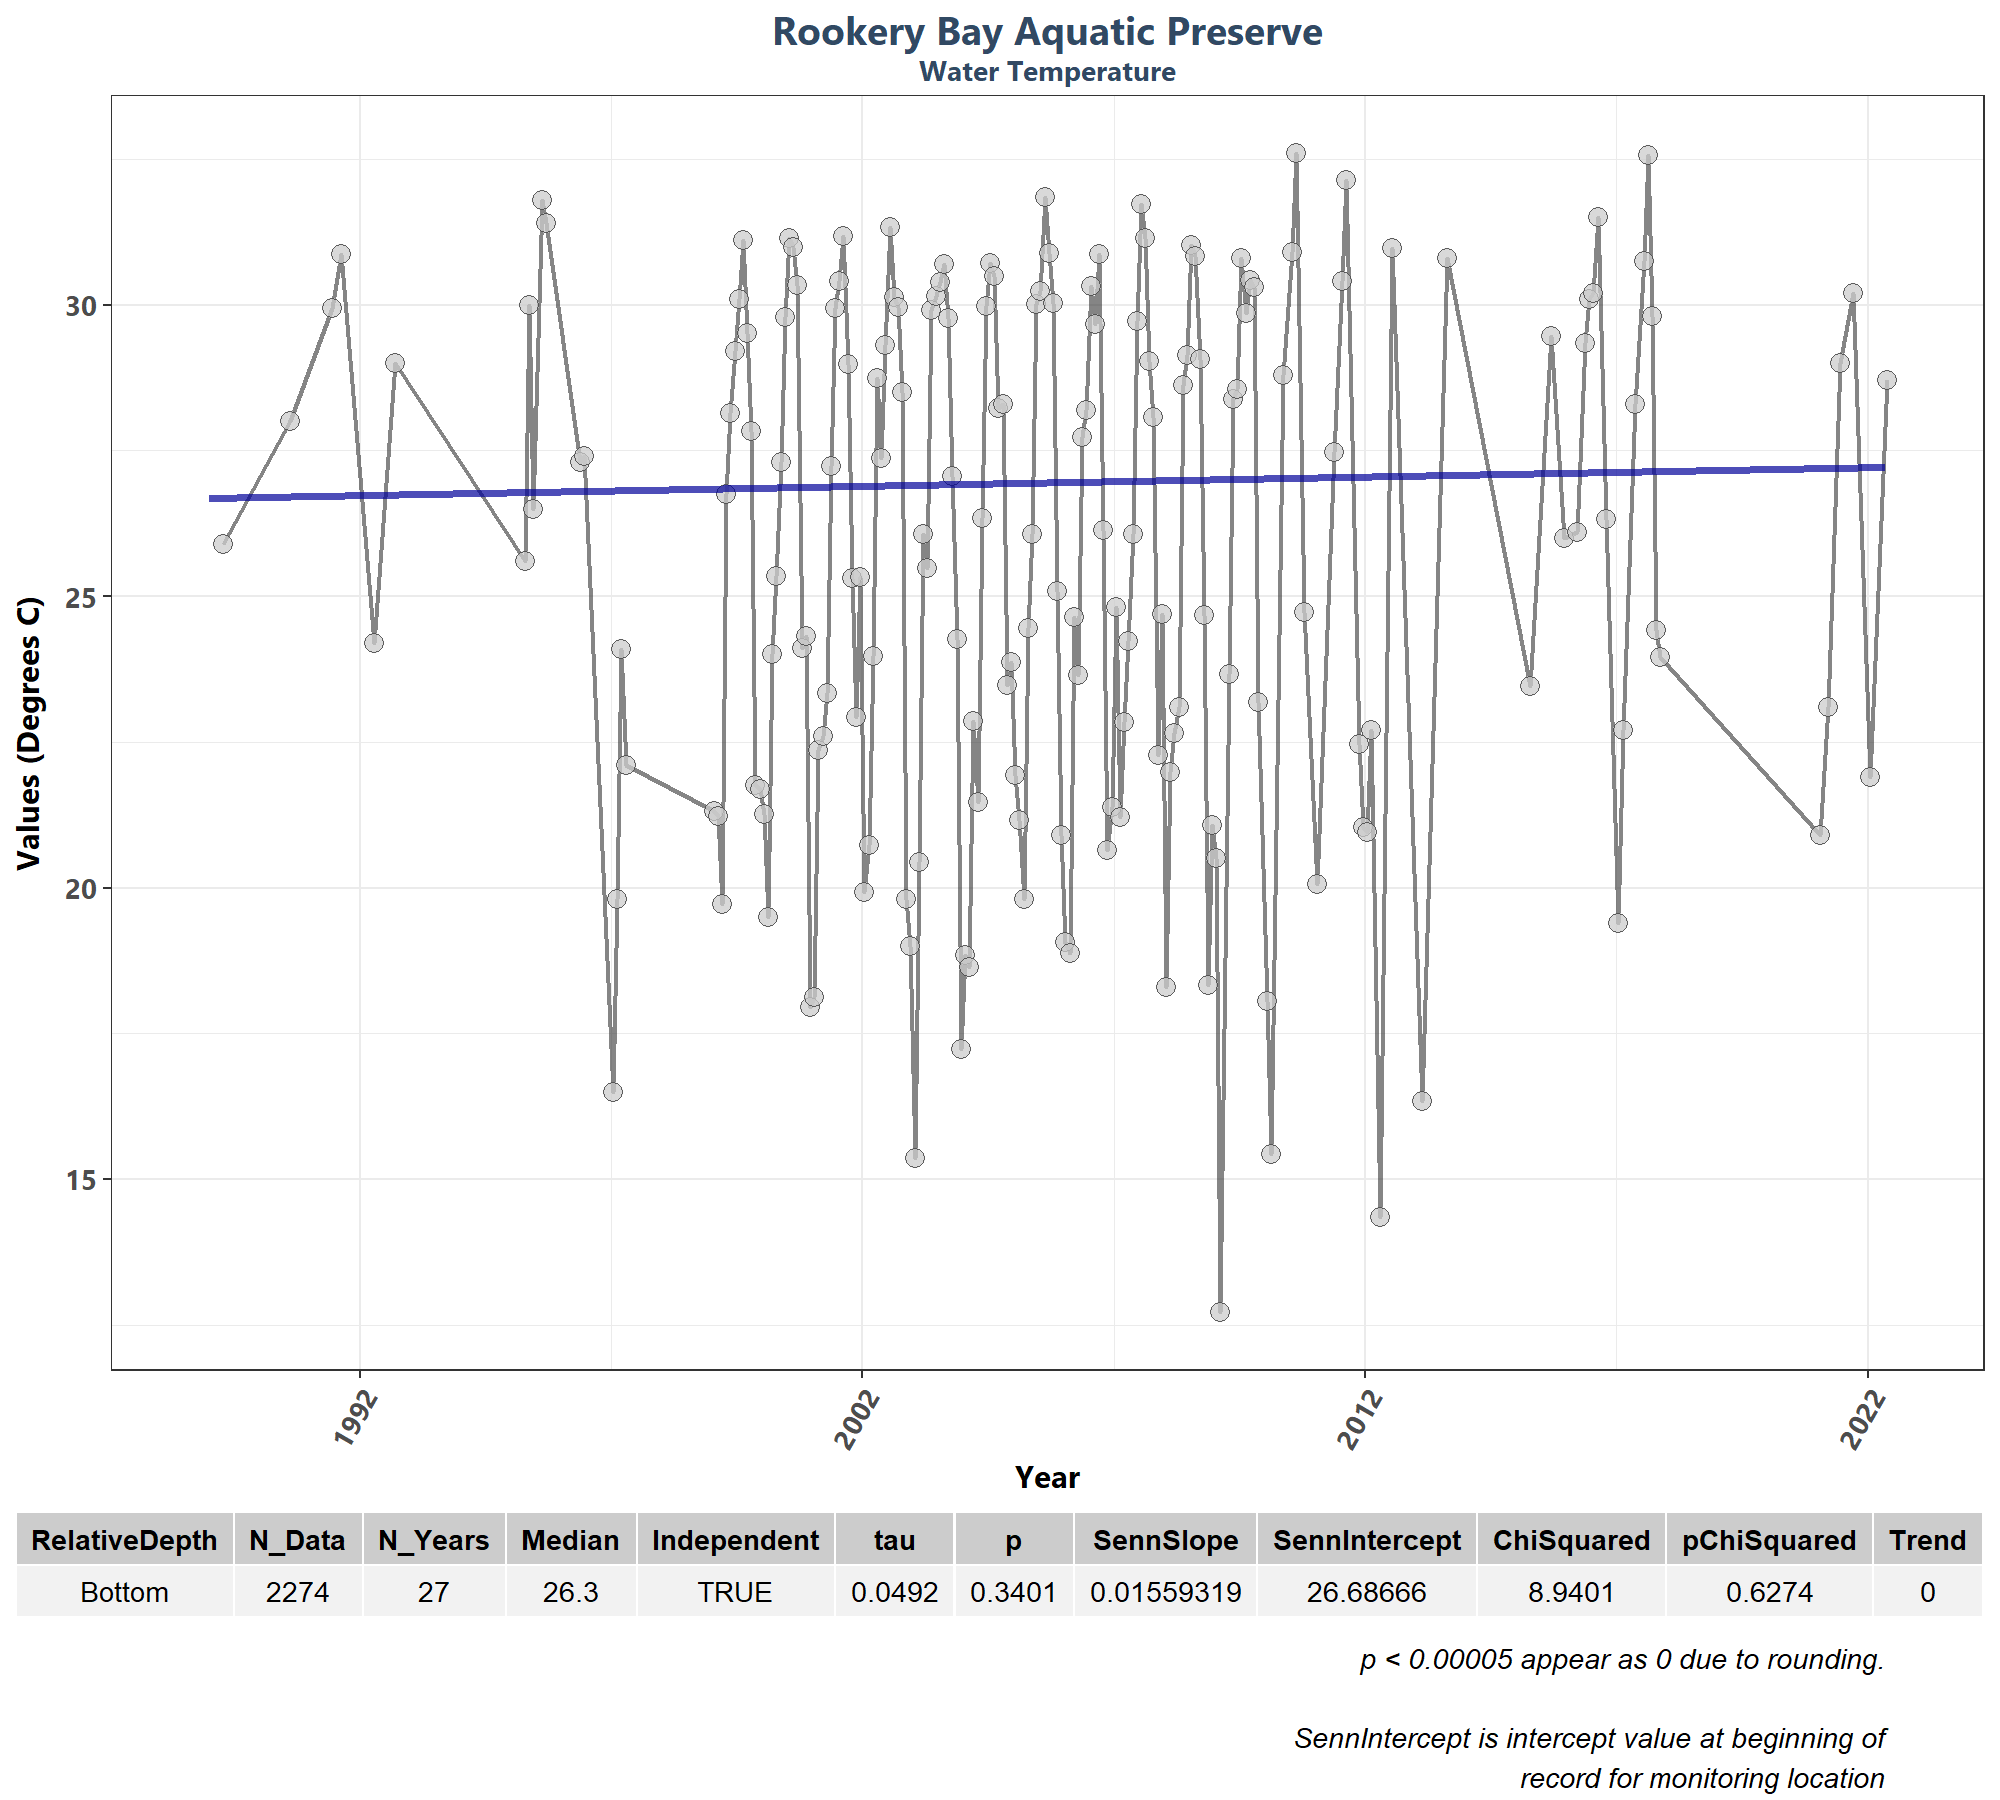 Rookery Bay Aquatic Preserve
Water Temperature
Values (Degrees C)
30
25
20
15
1992
2002
2012
2022
Year
RelativeDepth N_Data N_Years Median Independent tau p SennSlope SennIntercept ChiSquared pChiSquared Trend
Bottom 2274 27 26.3 TRUE 0.0492 0.3401 0.01559319 26.68666 8.9401 0.6274 0
p < 0.00005 appear as 0 due to rounding.
SennIntercept is intercept value at beginning of
record for monitoring location